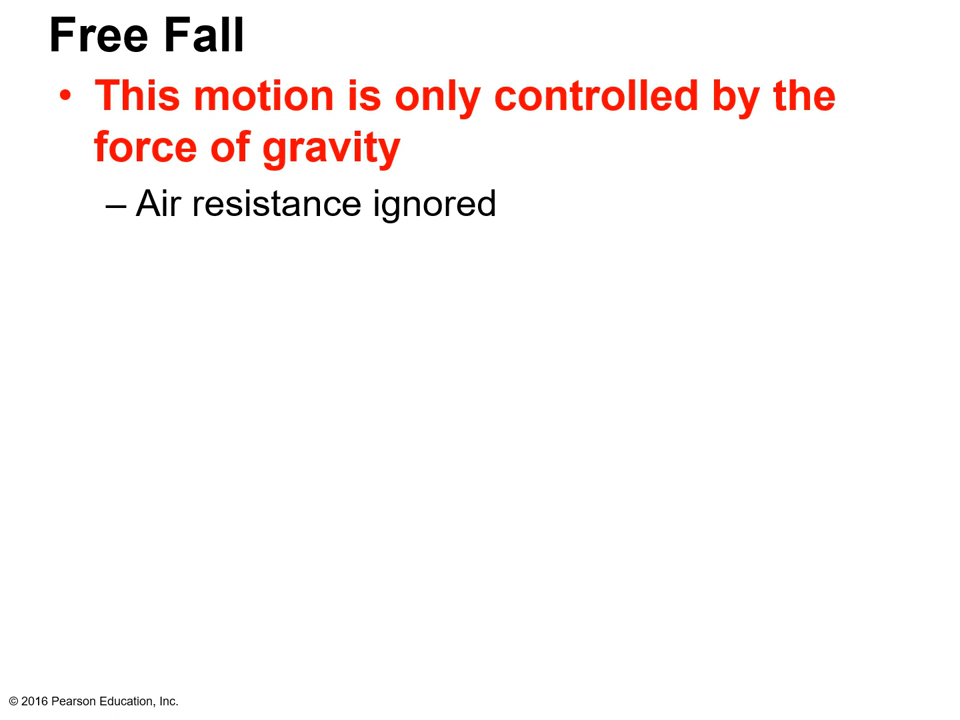 Free Fall
• This motion is only controlled by the
force of gravity
– Air resistance ignored
© 2016 Pearson Education, Inc.